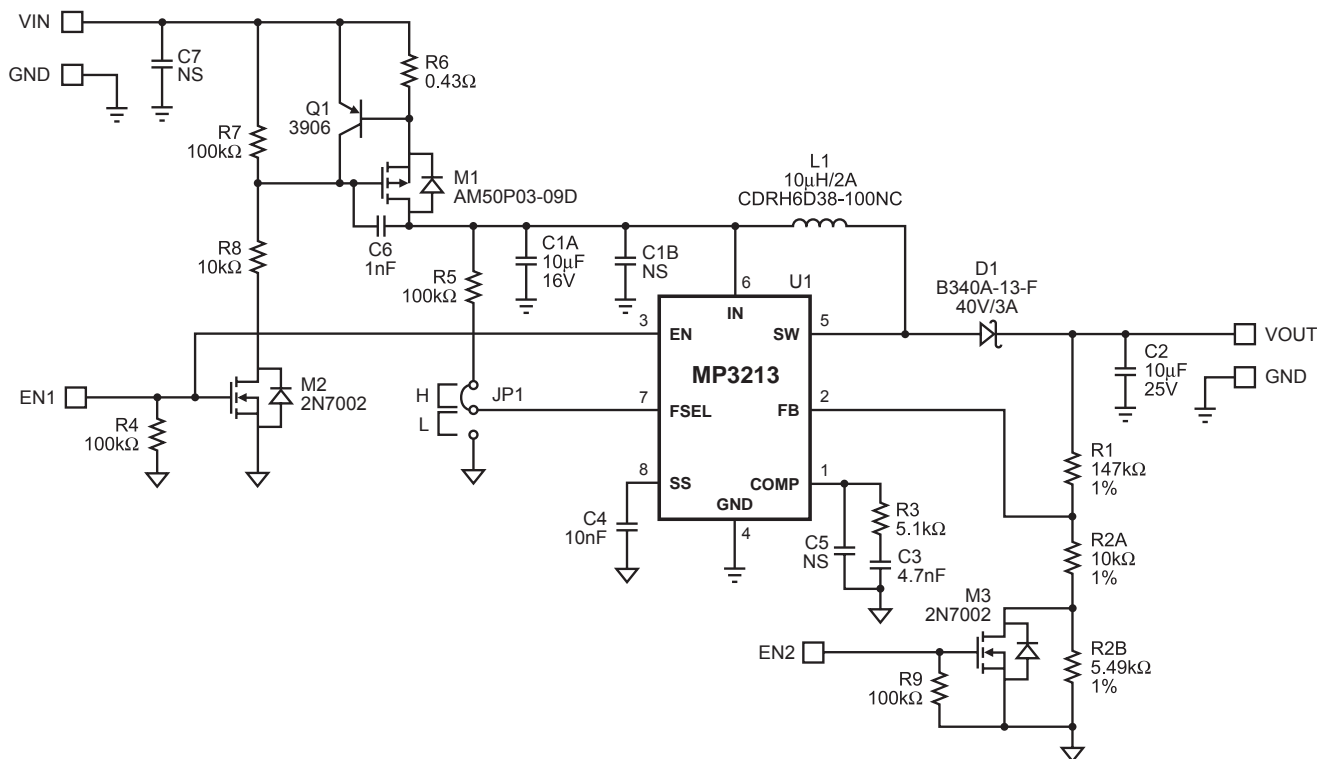 VIN
C7
NS
GND
R6
0.43Ω
Q1
3906
R7
100kΩ
M1
AM50P03-09D
L1
10µH/2A
CDRH6D38-100NC
C6
1nF
R8
10kΩ
R5
100kΩ
C1A
10µF
16V
C1B
NS
6
U1
D1
B340A-13-F
40V/3A
IN
3
EN
SW
5
VOUT
C2
10µF
25V
GND
MP3213
EN1
M2
2N7002
R4
100kΩ
H
JP1
L
7
FSEL
FB
2
R1
147kΩ
1%
8
SS
COMP
1
GND
4
C4
10nF
R3
5.1kΩ
C5
NS
C3
4.7nF
R2A
10kΩ
1%
M3
2N7002
EN2
R9
100kΩ
R2B
5.49kΩ
1%